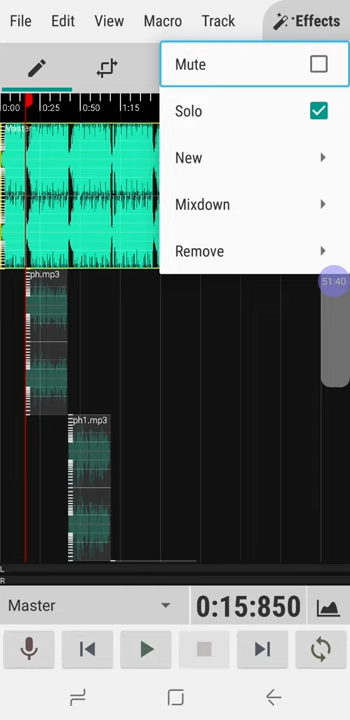 File Edit View Macro Track Effects
Mute
0:00 0:25 0:50 1:15
Solo
Master
New
Mixdown
Remove
ph.mp3
51:40
ph1.mp3
L
R
Master 0:15:850